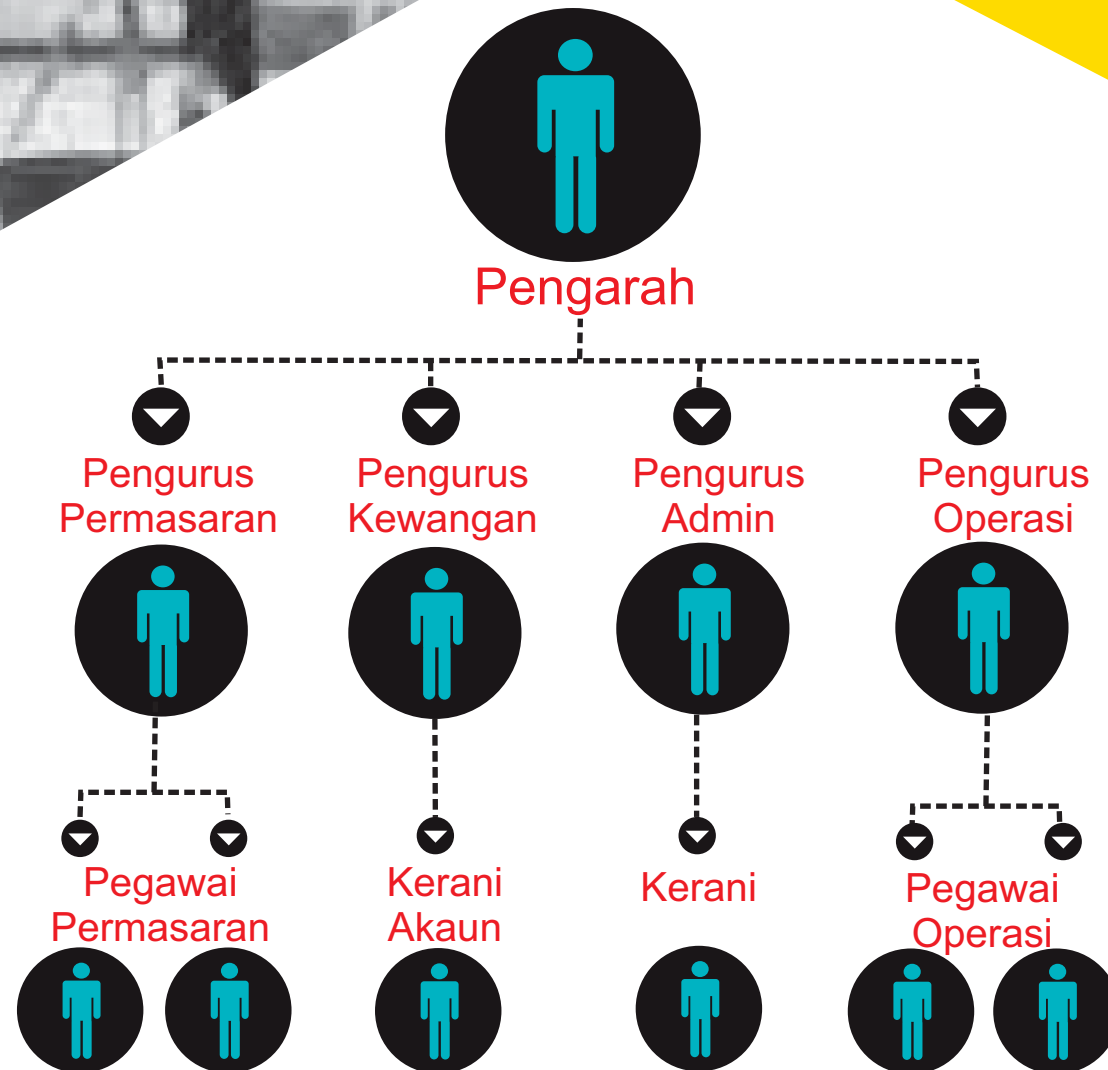 Pengarah
Pengurus
Permasaran
Pengurus
Kewangan
Pengurus
Admin
Pengurus
Operasi
Pegawai
Permasaran
Kerani
Akaun
Kerani
Pegawai
Operasi